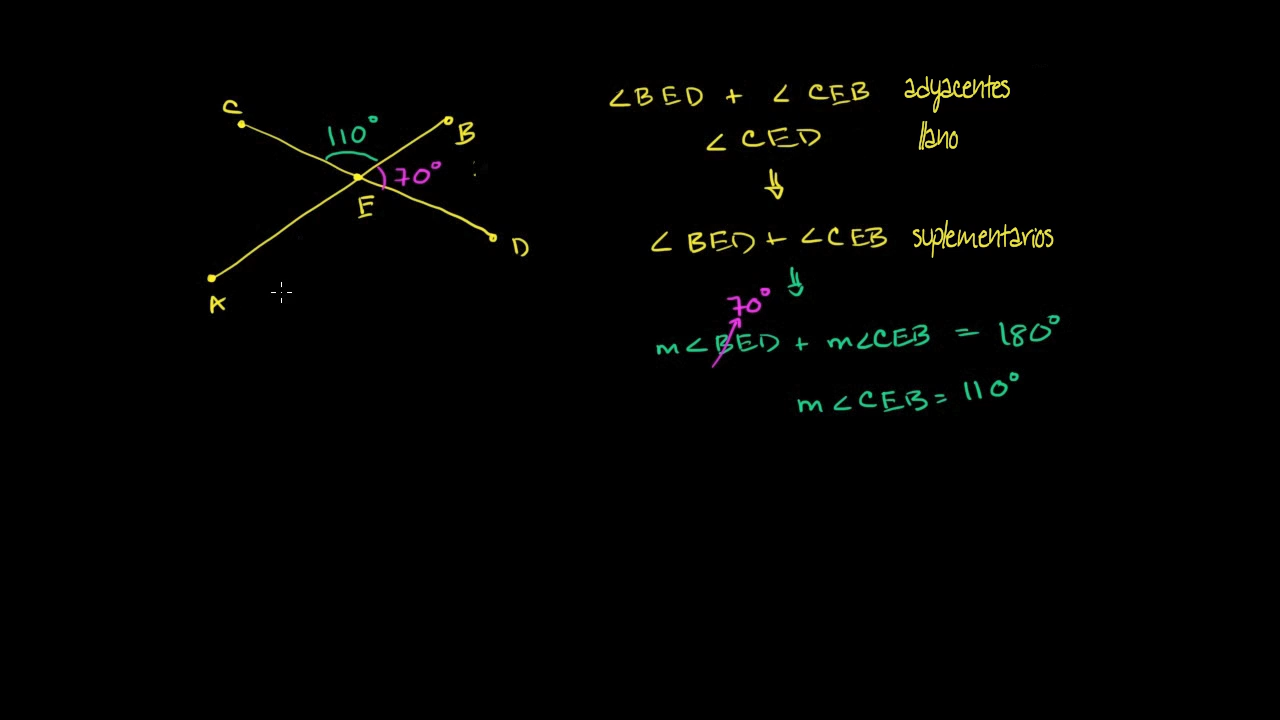 C
110°
B
70°
E
D
A
∠BED + ∠CEB adyacentes
∠CED llano
⇓
∠BED + ∠CEB suplementarios
⇓
70°
m∠BED + m∠CEB = 180°
m∠CEB = 110°